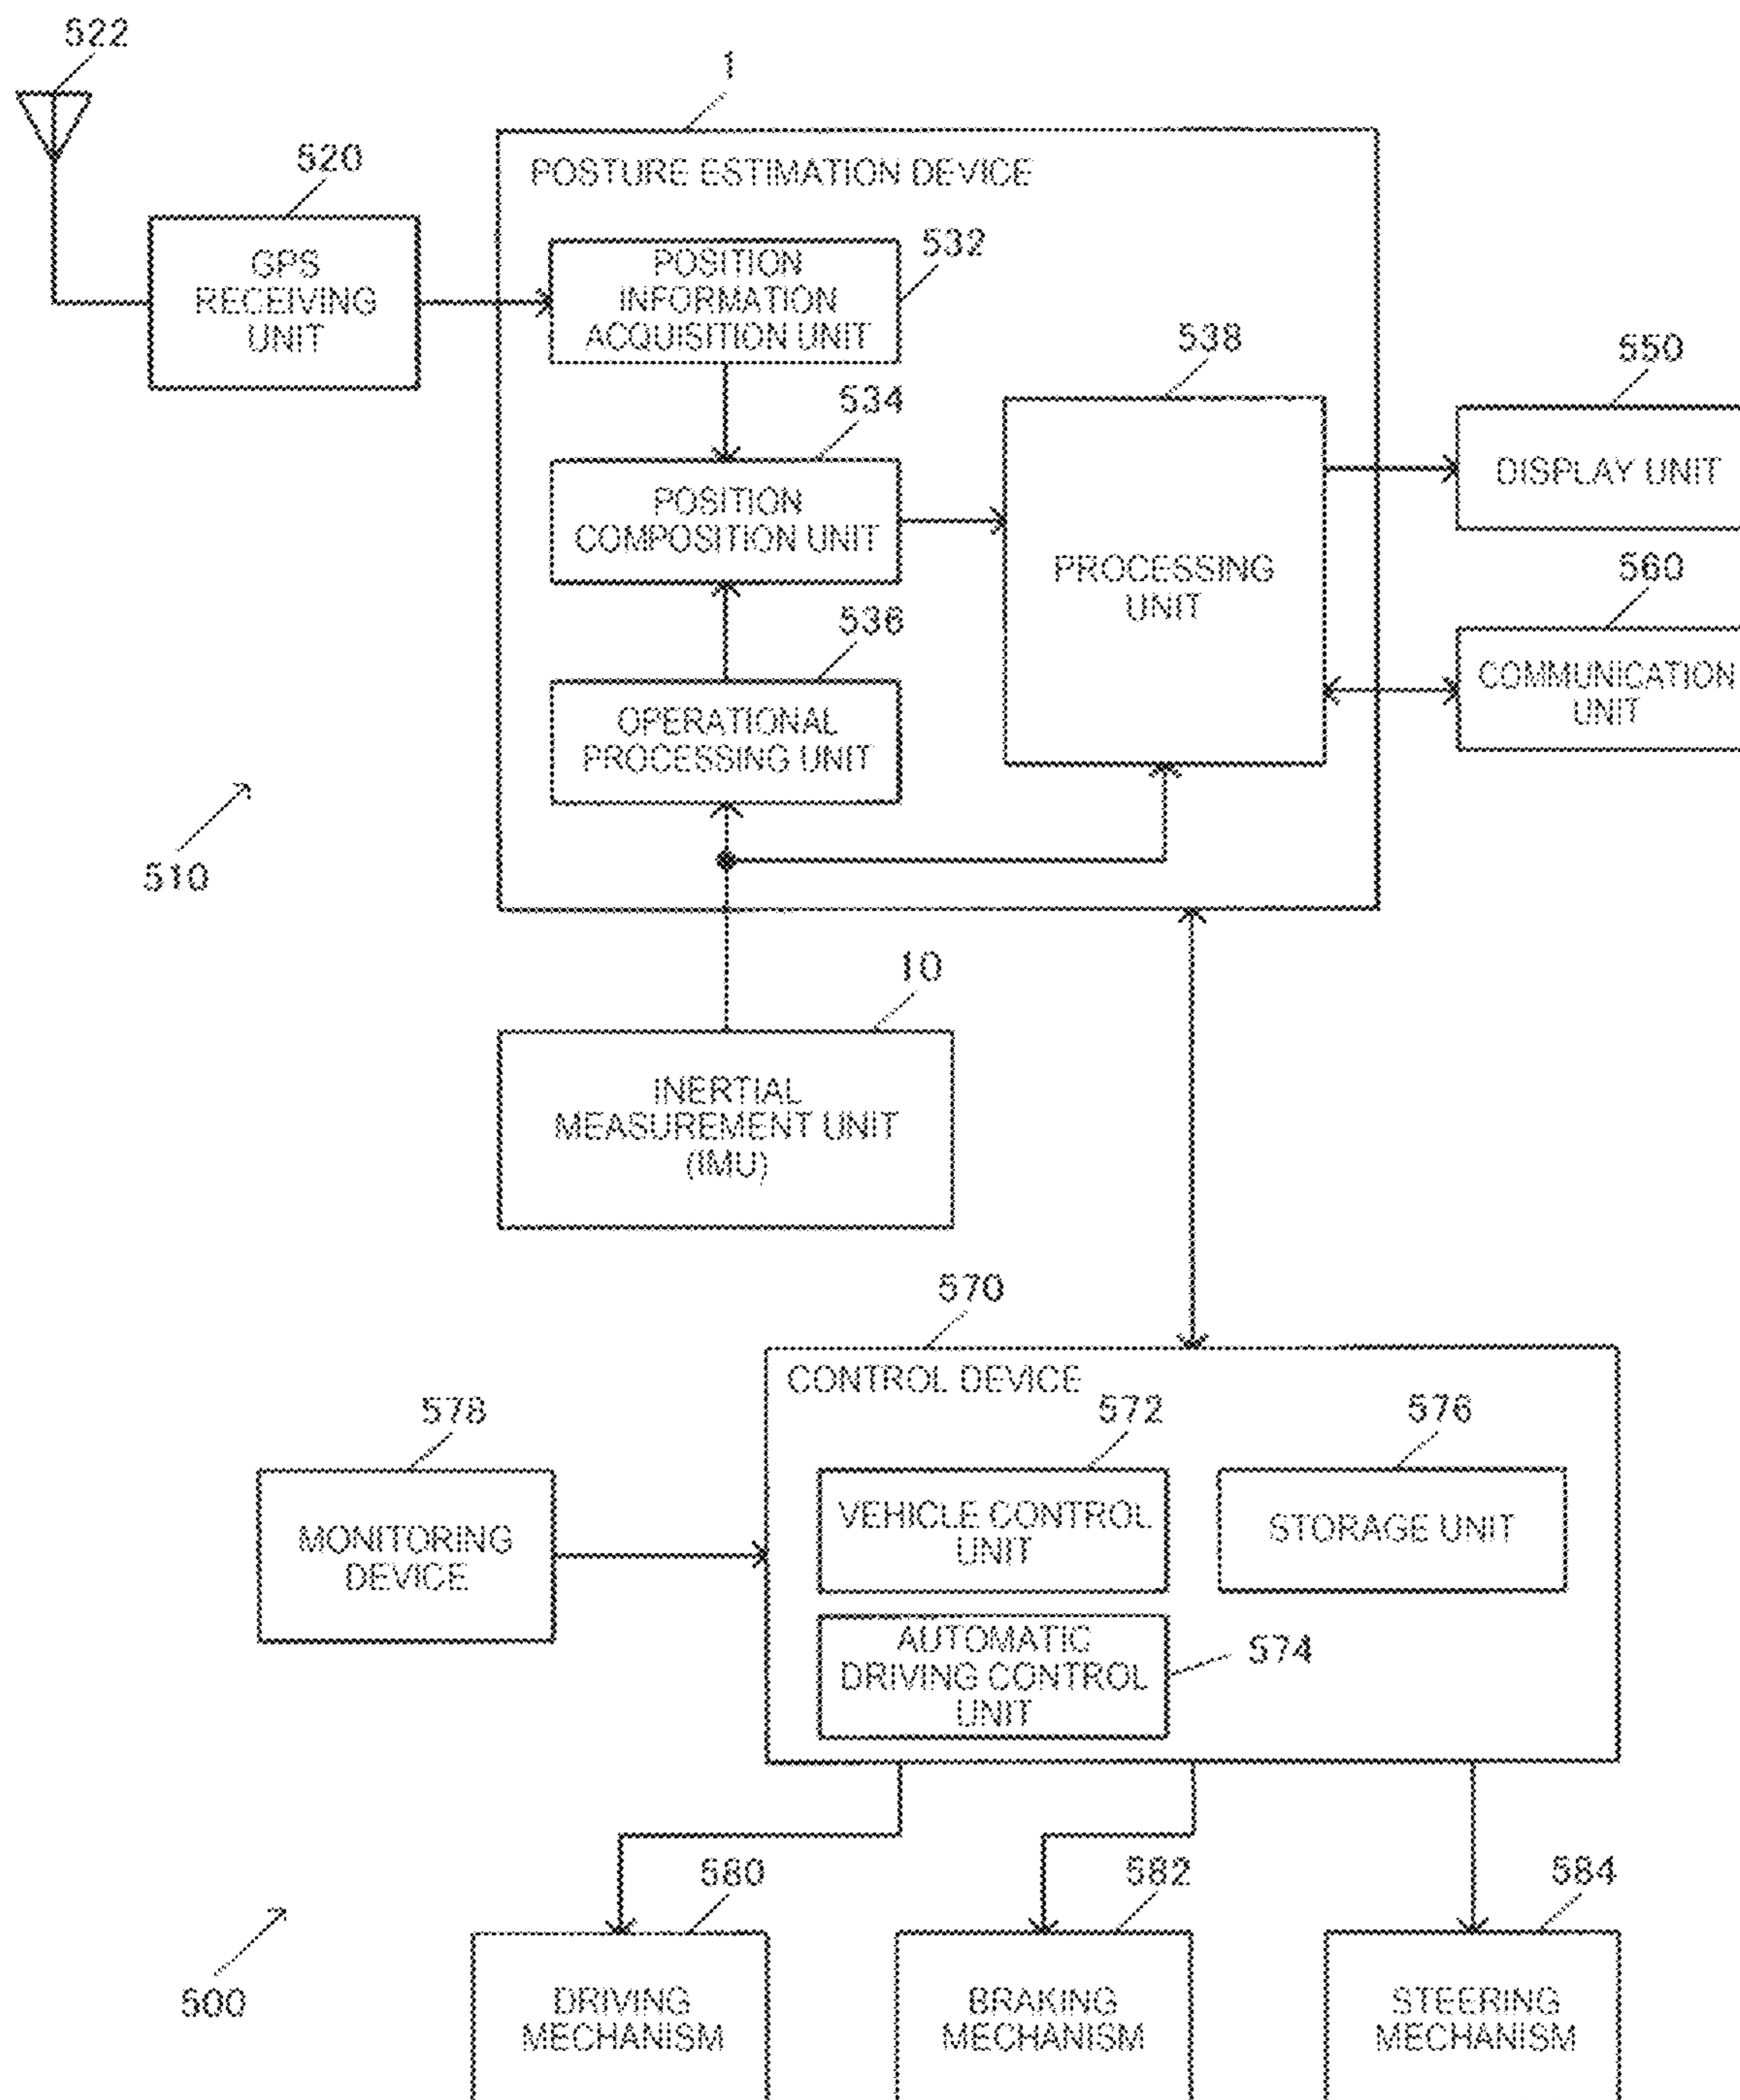 522
1
520
POSTURE ESTIMATION DEVICE
GPS
RECEIVING
UNIT
532
POSITION
INFORMATION
ACQUISITION UNIT
538
550
534
POSITION
COMPOSITION UNIT
DISPLAY UNIT
PROCESSING
UNIT
560
536
COMMUNICATION
UNIT
OPERATIONAL
PROCESSING UNIT
510
10
INERTIAL
MEASUREMENT UNIT
(IMU)
570
CONTROL DEVICE
578
572
576
MONITORING
DEVICE
VEHICLE CONTROL
UNIT
STORAGE UNIT
AUTOMATIC
DRIVING CONTROL
UNIT
574
580
582
584
500
DRIVING
MECHANISM
BRAKING
MECHANISM
STEERING
MECHANISM